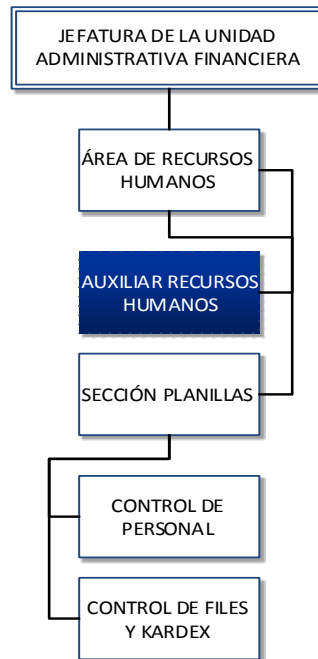 JEFATURA DE LA UNIDAD
ADMINISTRATIVA FINANCIERA
ÁREA DE RECURSOS
HUMANOS
AUXILIAR RECURSOS
HUMANOS
SECCIÓN PLANILLAS
CONTROL DE
PERSONAL
CONTROL DE FILES
Y KARDEX